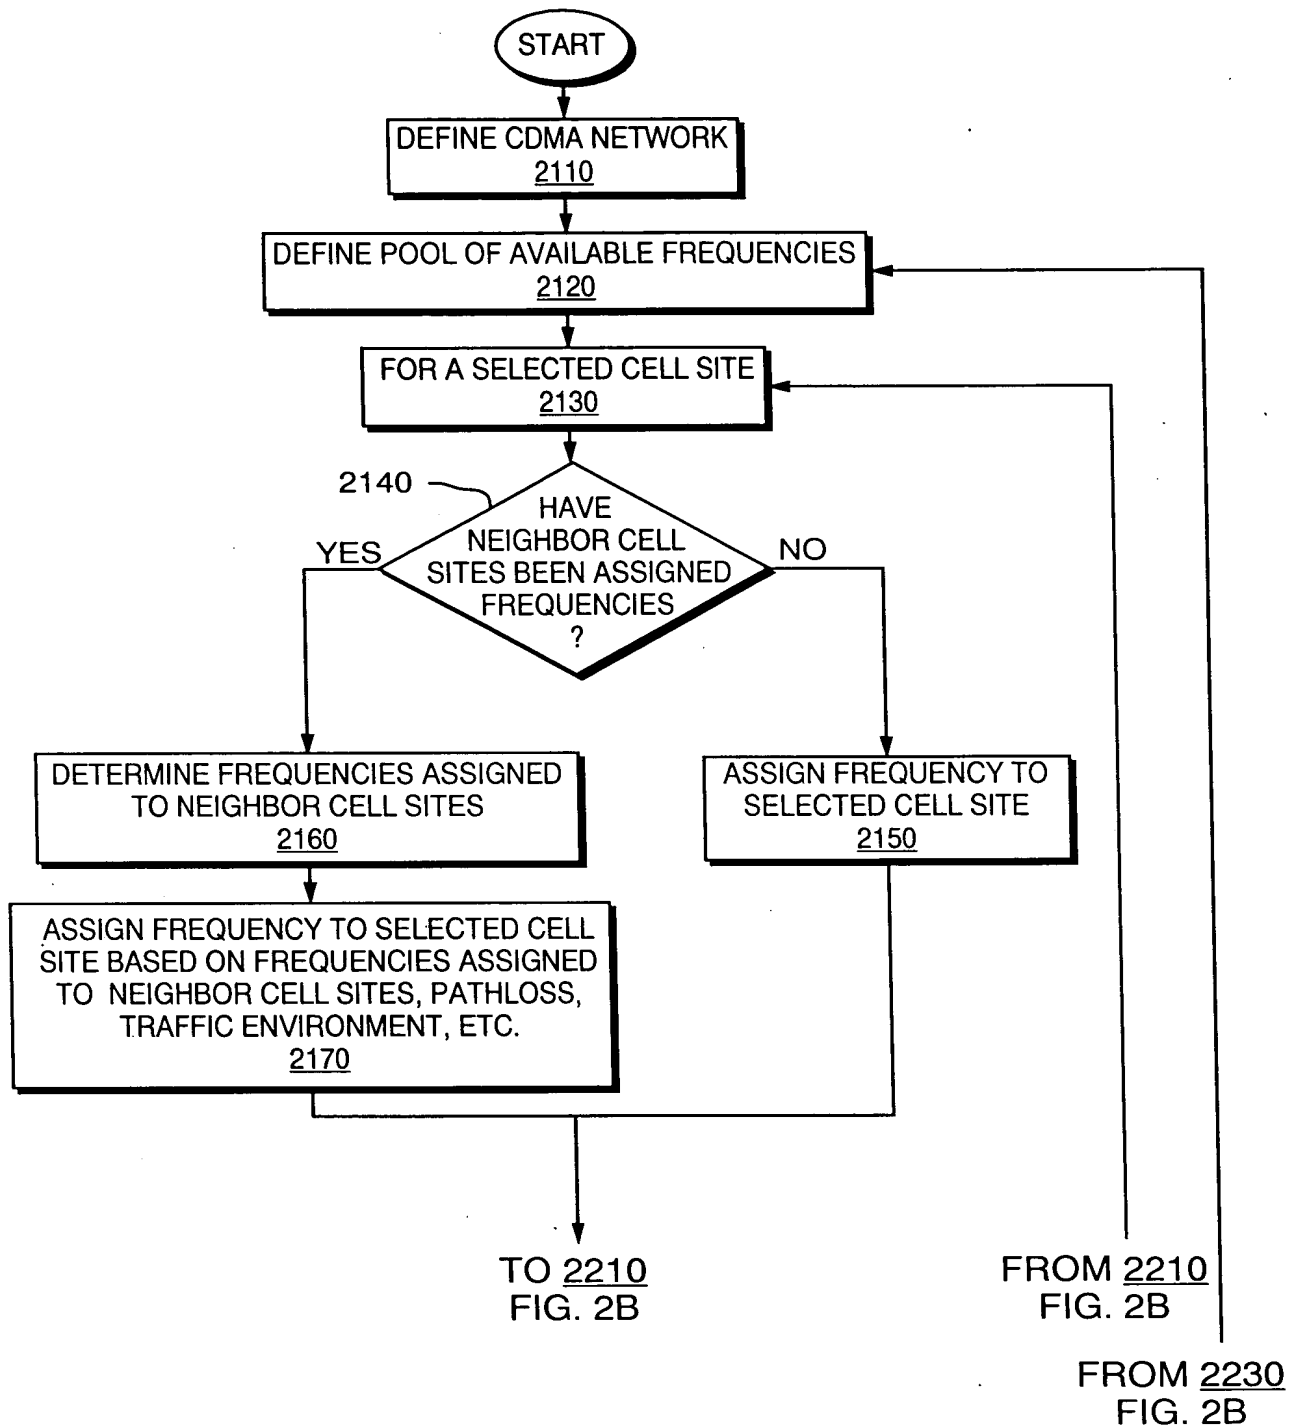 START
DEFINE CDMA NETWORK
2110
DEFINE POOL OF AVAILABLE FREQUENCIES
2120
FOR A SELECTED CELL SITE
2130
2140
HAVE
NEIGHBOR CELL
SITES BEEN ASSIGNED
FREQUENCIES
?
YES
NO
DETERMINE FREQUENCIES ASSIGNED
TO NEIGHBOR CELL SITES
2160
ASSIGN FREQUENCY TO
SELECTED CELL SITE
2150
ASSIGN FREQUENCY TO SELECTED CELL
SITE BASED ON FREQUENCIES ASSIGNED
TO NEIGHBOR CELL SITES, PATHLOSS,
TRAFFIC ENVIRONMENT, ETC.
2170
TO 2210
FIG. 2B
FROM 2210
FIG. 2B
FROM 2230
FIG. 2B